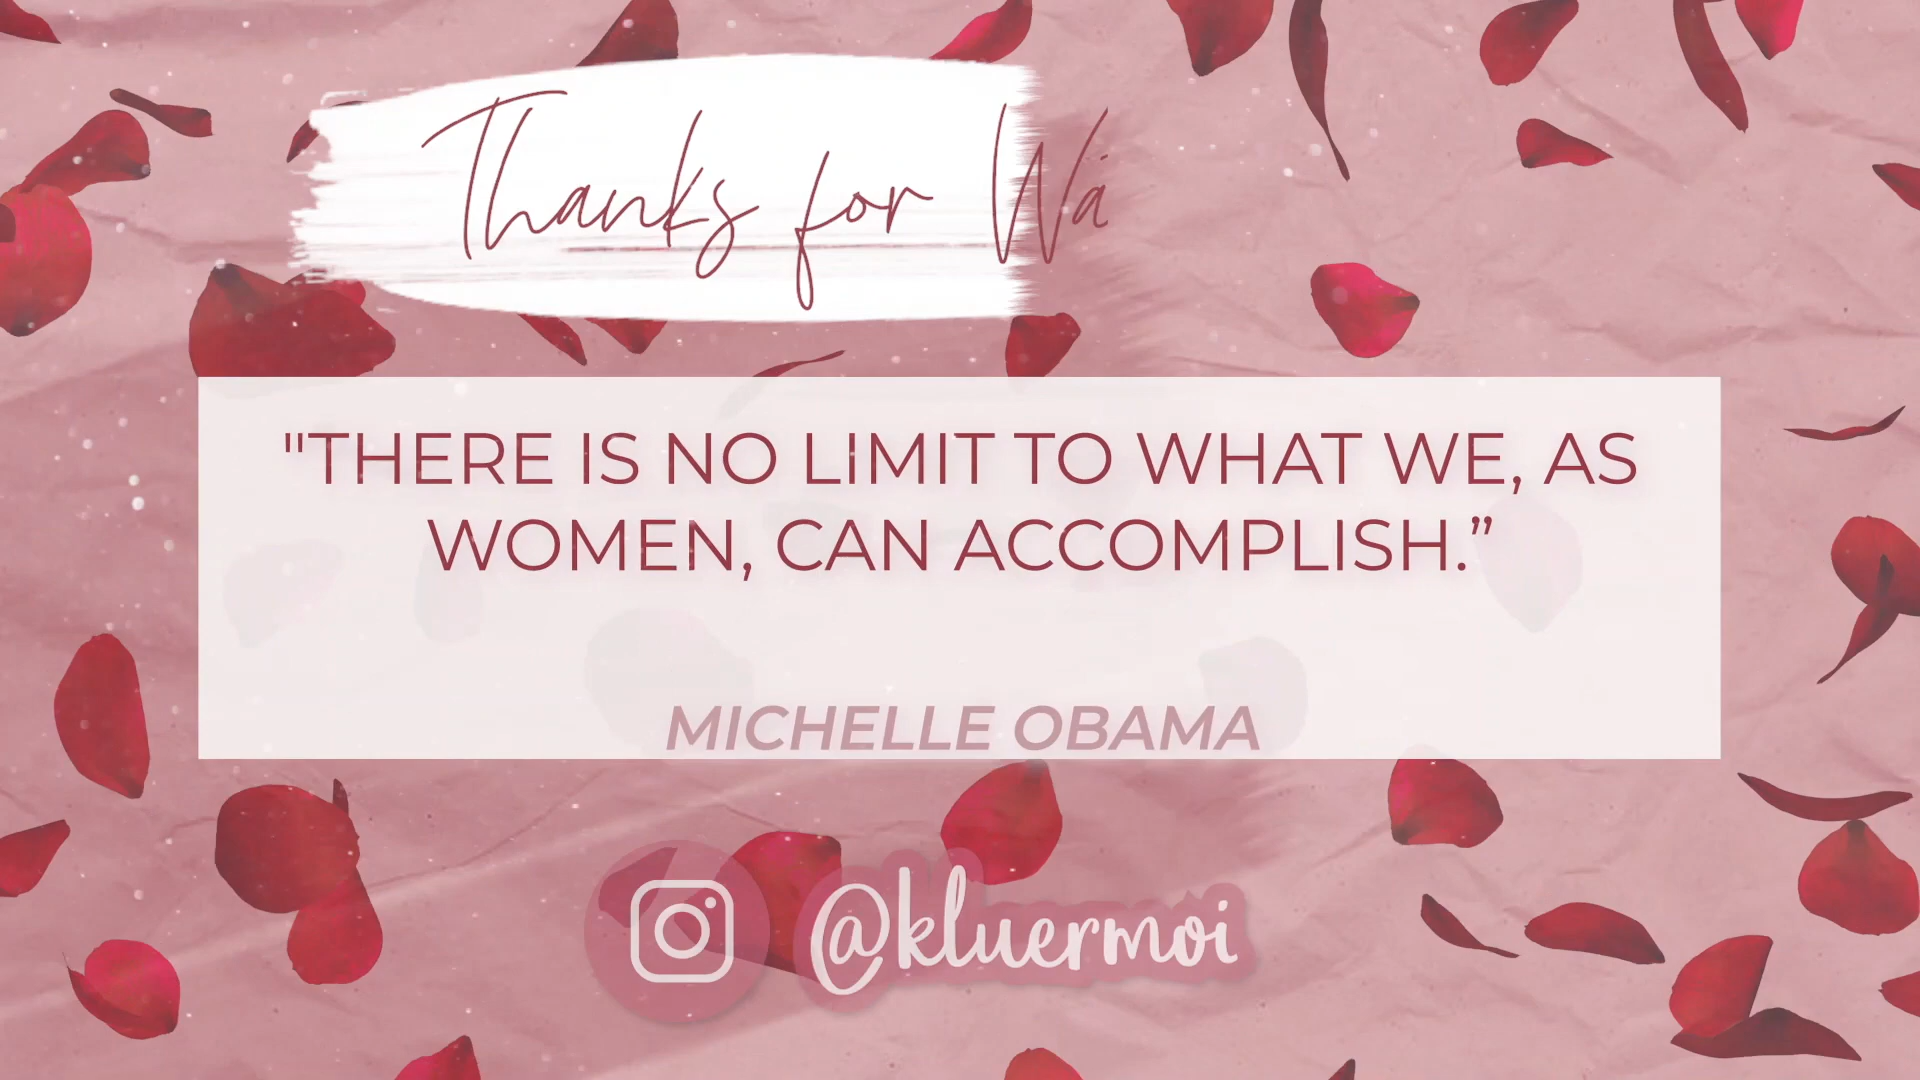 Thanks for Wa
"THERE IS NO LIMIT TO WHAT WE, AS
WOMEN, CAN ACCOMPLISH.”
MICHELLE OBAMA
@kluermoi